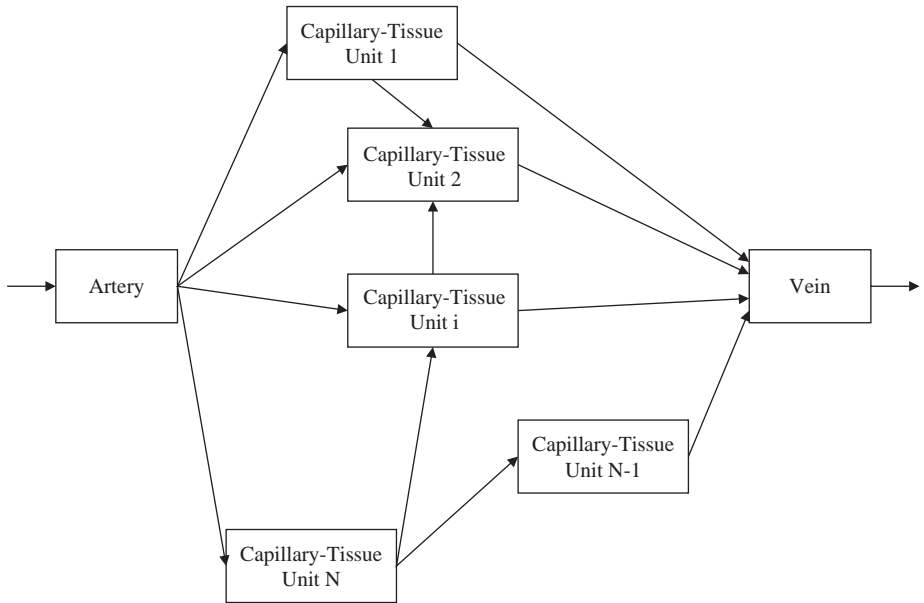 Capillary-Tissue
Unit 1
Capillary-Tissue
Unit 2
Artery
Capillary-Tissue
Unit i
Vein
Capillary-Tissue
Unit N-1
Capillary-Tissue
Unit N